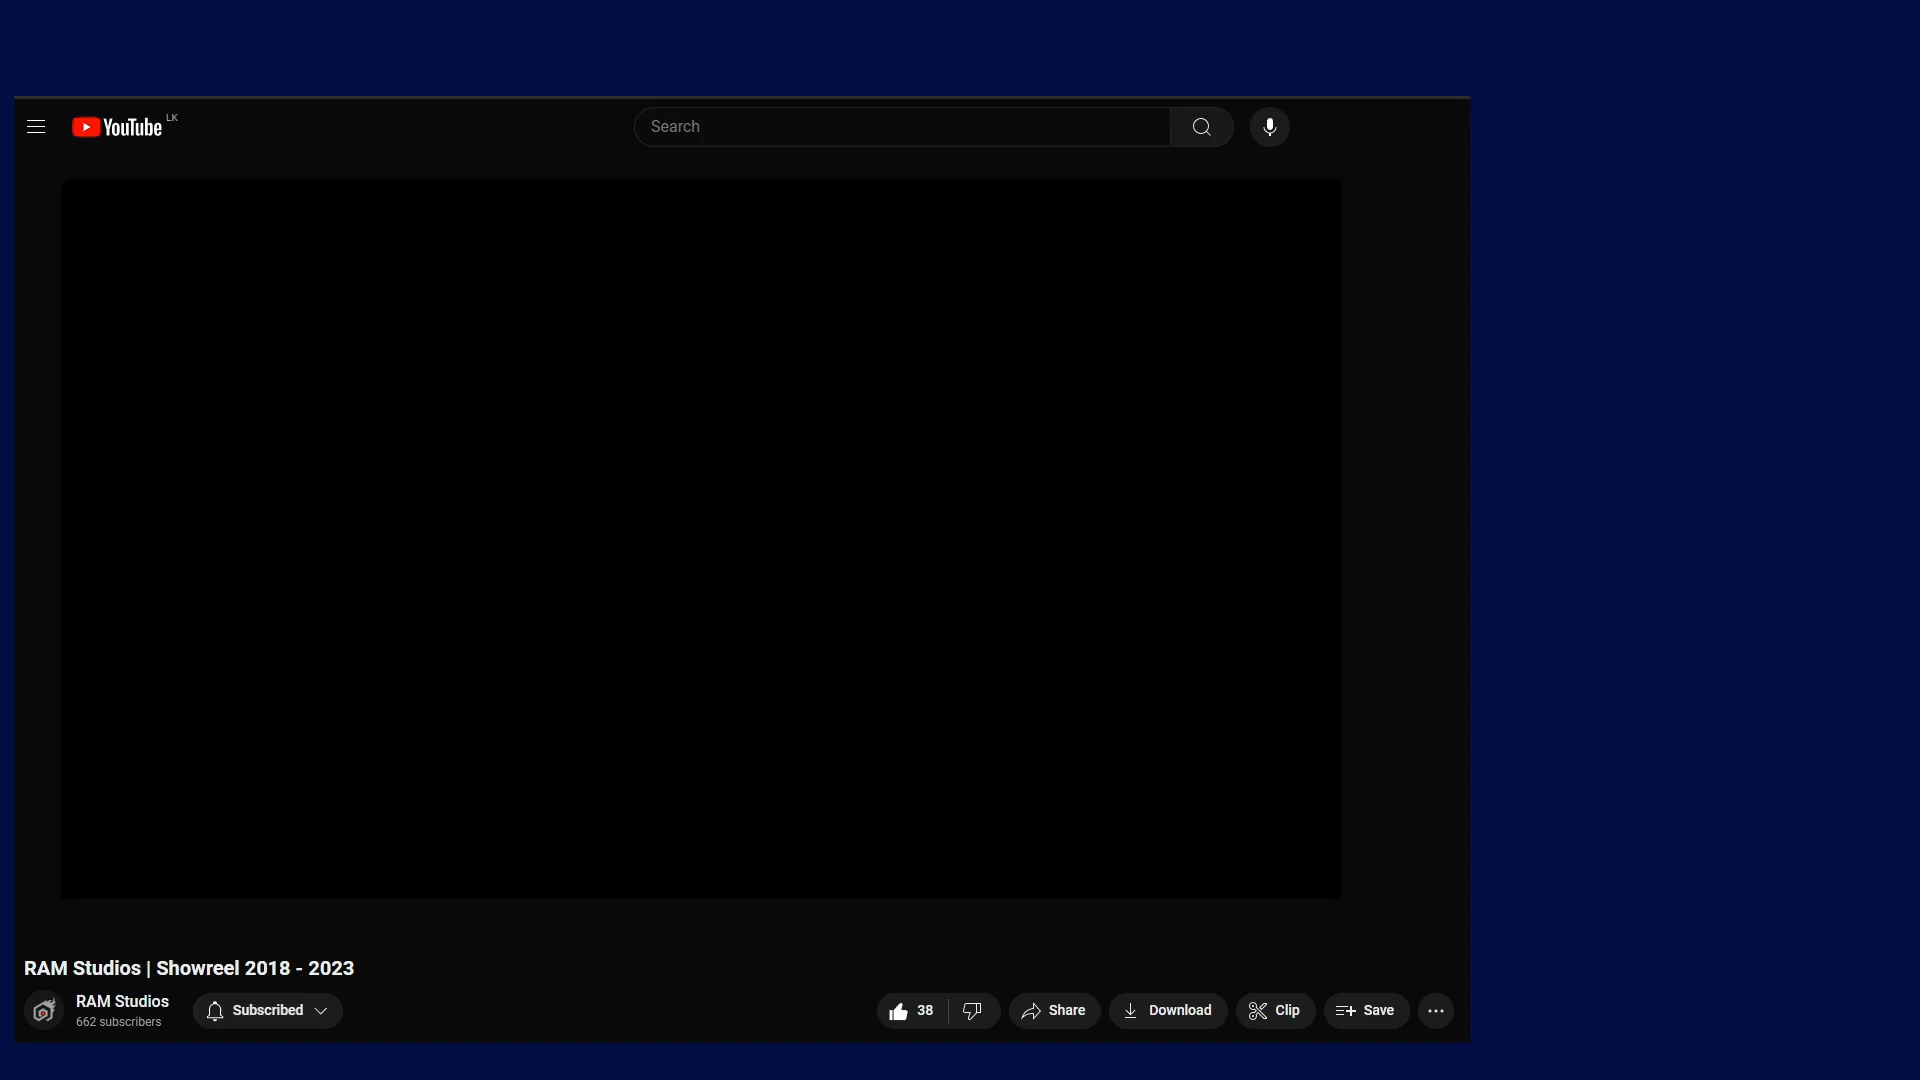 YouTube LK
Search
RAM Studios | Showreel 2018 - 2023
RAM Studios
662 subscribers
Subscribed
38
Share
Download
Clip
Save